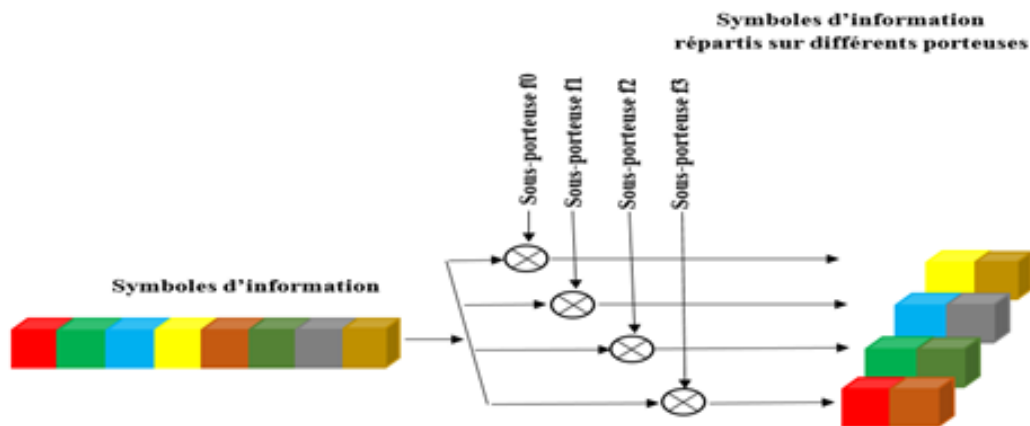 Symboles d’information
répartis sur différents porteuses
Sous-porteuse f0
Sous-porteuse f1
Sous-porteuse f2
Sous-porteuse f3
Symboles d’information